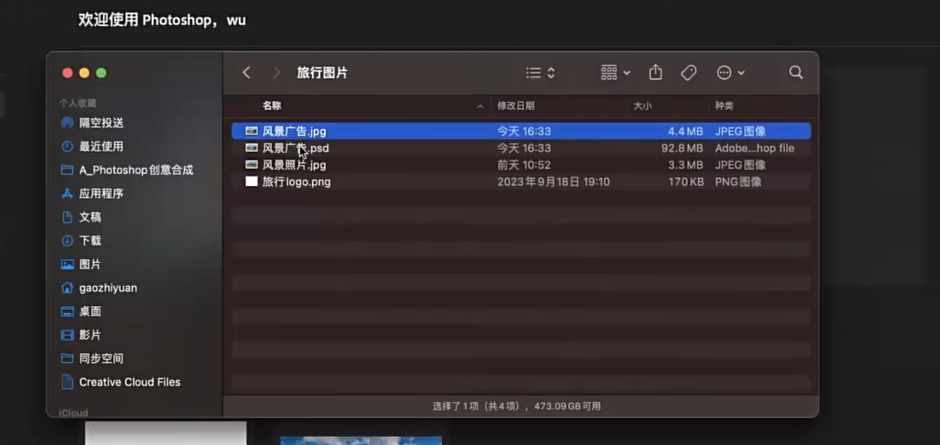 欢迎使用 Photoshop，wu
旅行图片
个人收藏
隔空投送
最近使用
A_Photoshop创意合成
应用程序
文稿
下载
图片
gaozhiyuan
桌面
影片
同步空间
Creative Cloud Files
iCloud
名称 修改日期 大小 种类
风景广告.jpg 今天 16:33 4.4 MB JPEG图像
风景广告.psd 今天 16:33 92.8 MB Adobe...hop file
风景照片.jpg 前天 10:52 3.3 MB JPEG图像
旅行logo.png 2023年9月18日 19:10 170 KB PNG图像
选择了1项（共4项），473.09 GB可用